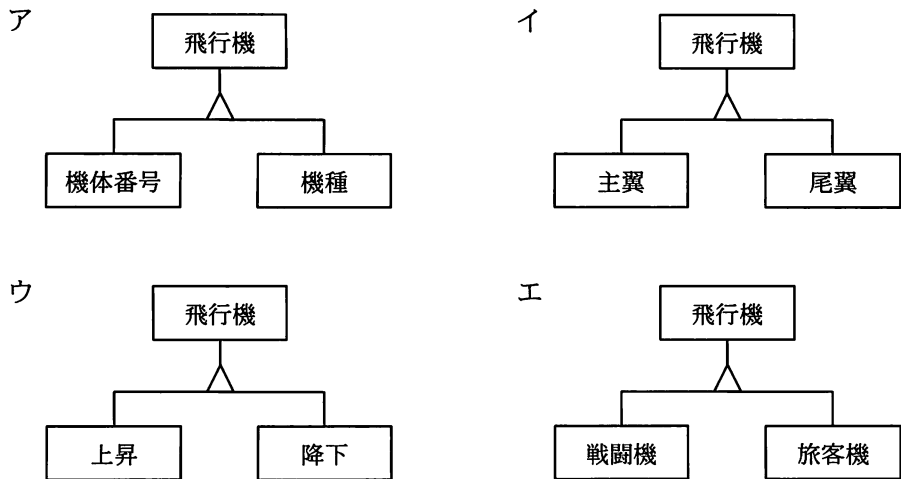 ア
飛行機
機体番号
機種
イ
飛行機
主翼
尾翼
ウ
飛行機
上昇
降下
エ
飛行機
戦闘機
旅客機